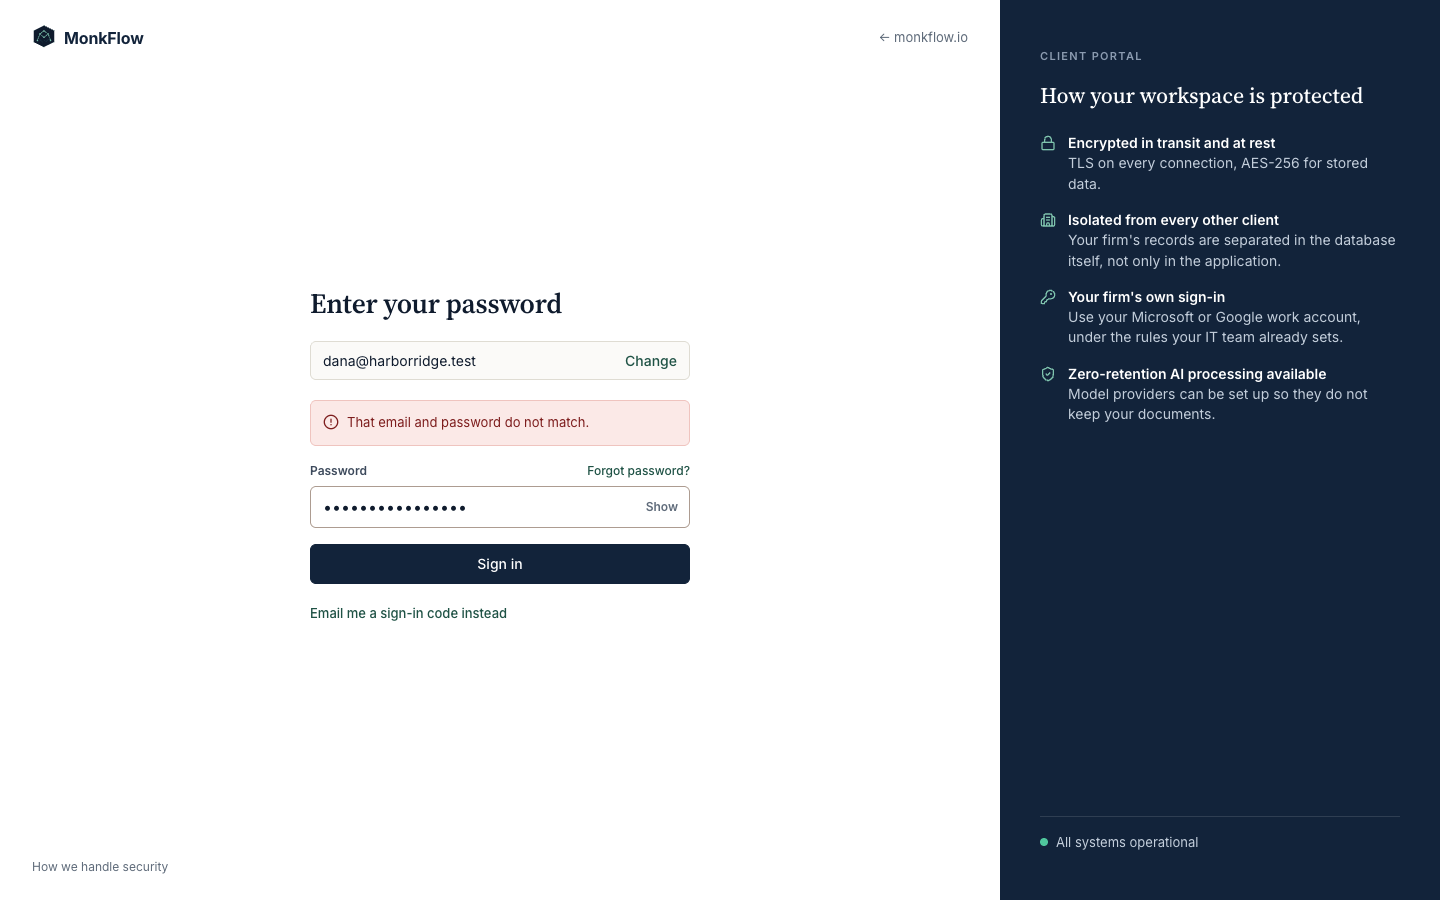 MonkFlow
← monkflow.io
Enter your password
dana@harborridge.test
Change
That email and password do not match.
Password
Forgot password?
••••••••••••••••
Show
Sign in
Email me a sign-in code instead
How we handle security
CLIENT PORTAL
How your workspace is protected
Encrypted in transit and at rest
TLS on every connection, AES-256 for stored
data.
Isolated from every other client
Your firm's records are separated in the database
itself, not only in the application.
Your firm's own sign-in
Use your Microsoft or Google work account,
under the rules your IT team already sets.
Zero-retention AI processing available
Model providers can be set up so they do not
keep your documents.
All systems operational